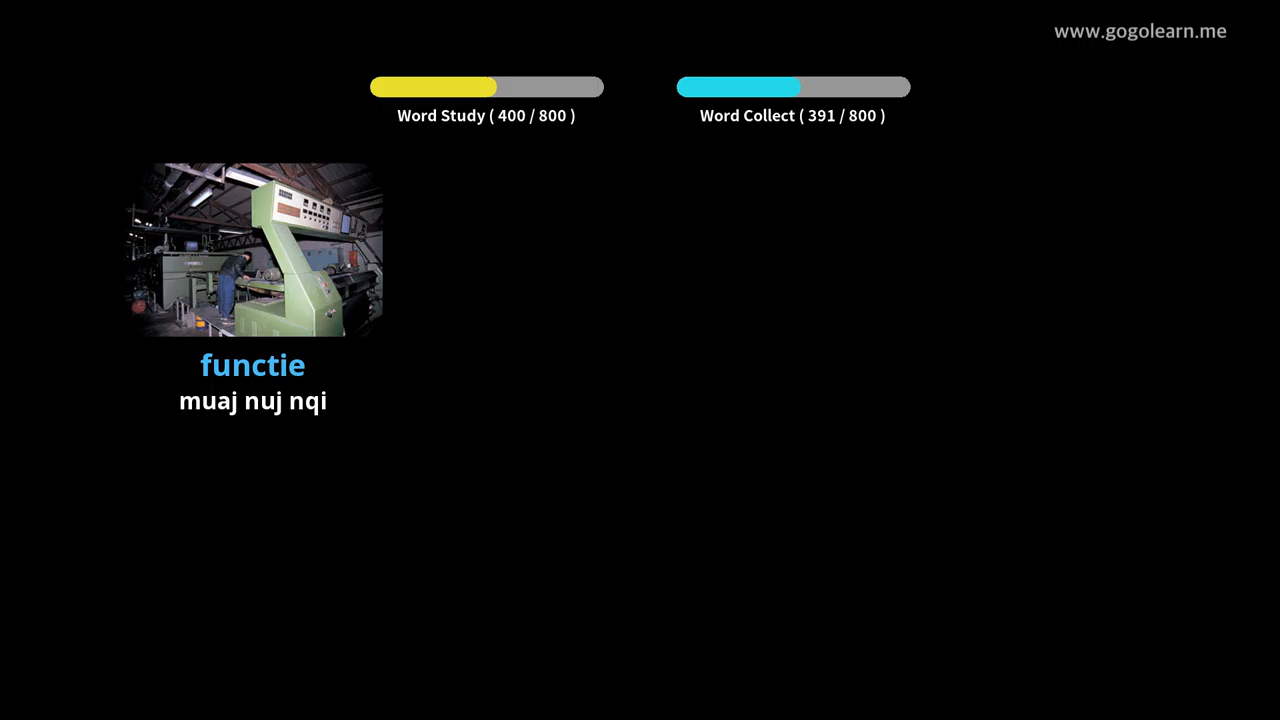 www.gogolearn.me
Word Study ( 400 / 800 )
Word Collect ( 391 / 800 )
functie
muaj nuj nqi